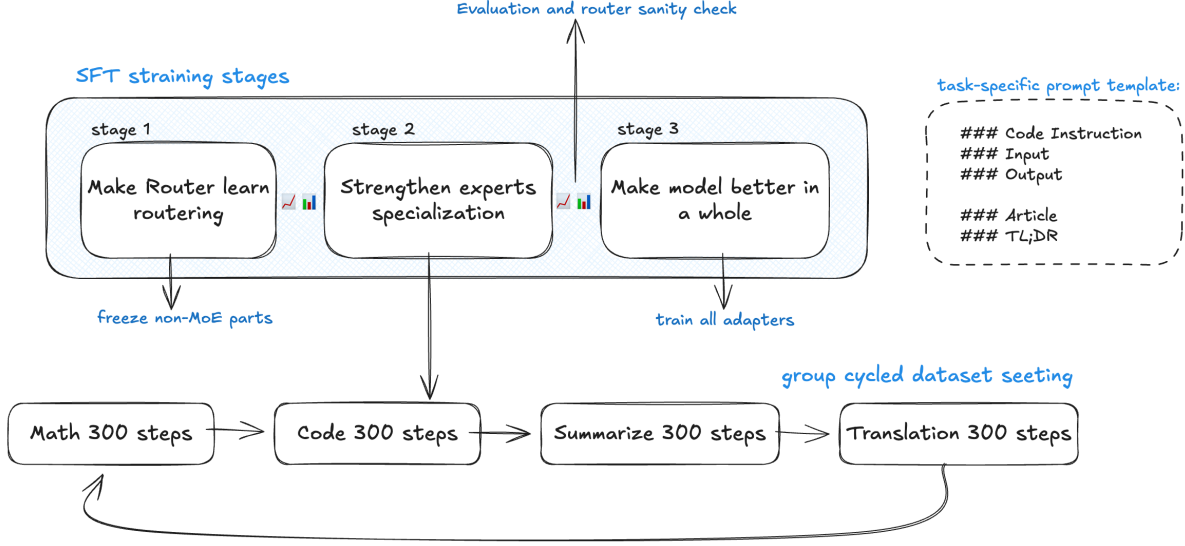 Evaluation and router sanity check
SFT straining stages
task-specific prompt template:
stage 1
stage 2
stage 3
Make Router learn
routering
Strengthen experts
specialization
Make model better in
a whole
### Code Instruction
### Input
### Output
### Article
### TL;DR
freeze non-MoE parts
train all adapters
group cycled dataset seeting
Math 300 steps
Code 300 steps
Summarize 300 steps
Translation 300 steps